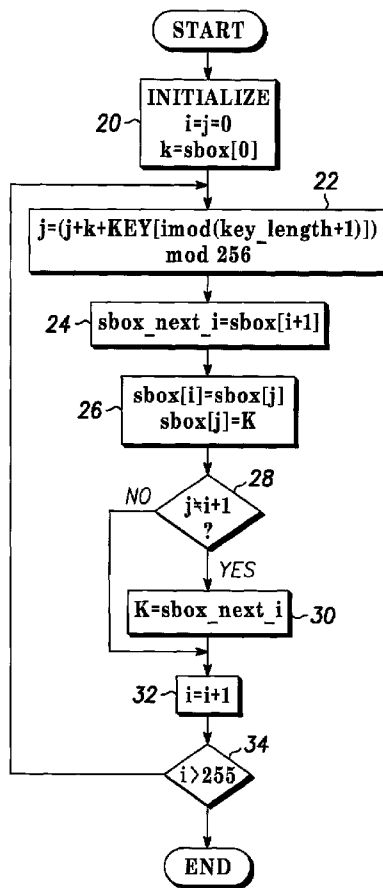 START
20
INITIALIZE
i=j=0
k=sbox[0]
22
j=(j+k+KEY[imod(key_length+1)])
mod 256
24
sbox_next_i=sbox[i+1]
26
sbox[i]=sbox[j]
sbox[j]=K
28
NO
j≠i+1
?
YES
K=sbox_next_i
30
32
i=i+1
34
i>255
END